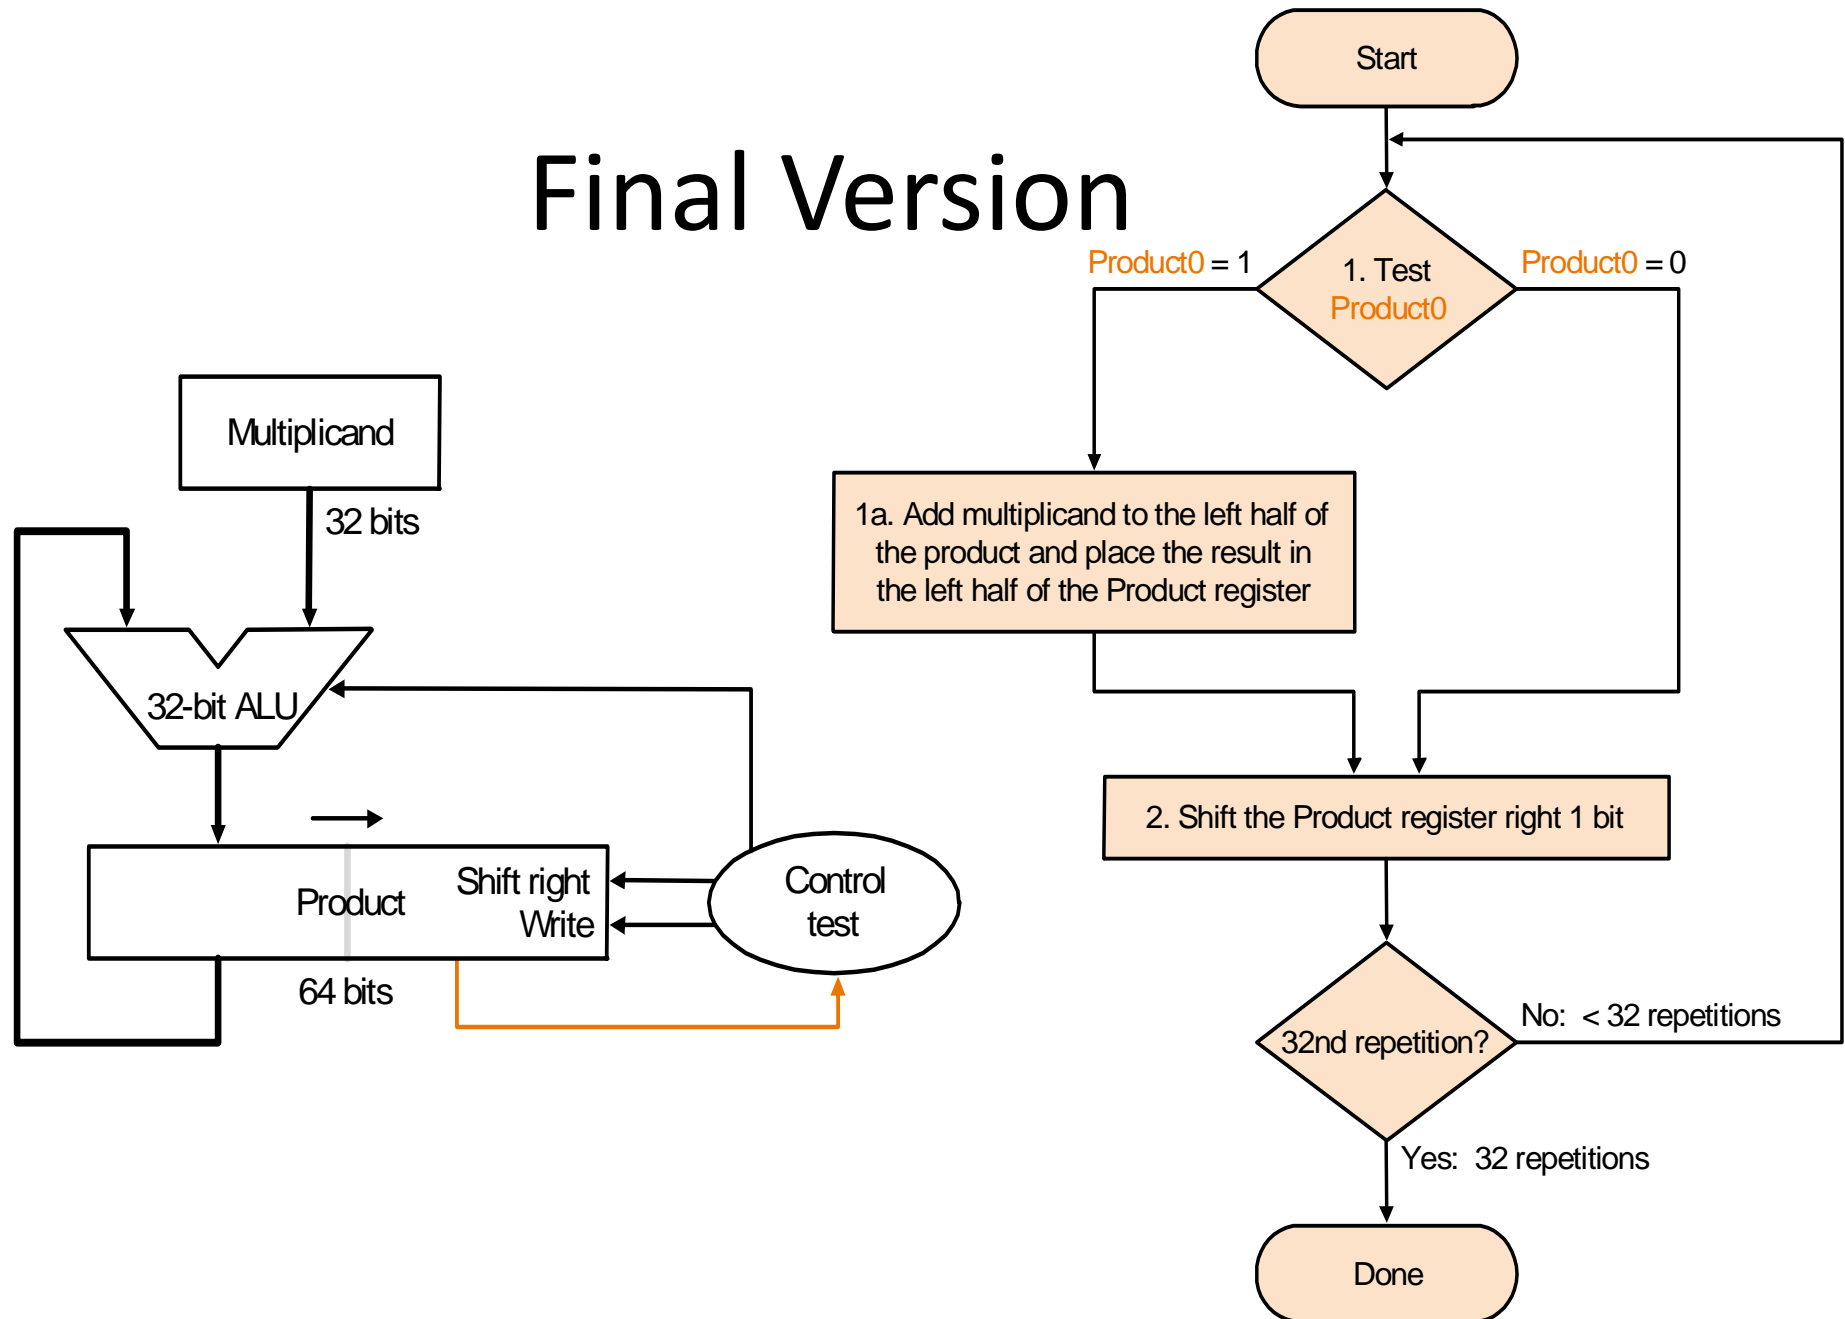 Final Version
Multiplicand
32 bits
32-bit ALU
Product
Shift right
Write
64 bits
Control
test
Start
Product0 = 1
1. Test
Product0
Product0 = 0
1a. Add multiplicand to the left half of
the product and place the result in
the left half of the Product register
2. Shift the Product register right 1 bit
32nd repetition?
No:  < 32 repetitions
Yes:  32 repetitions
Done